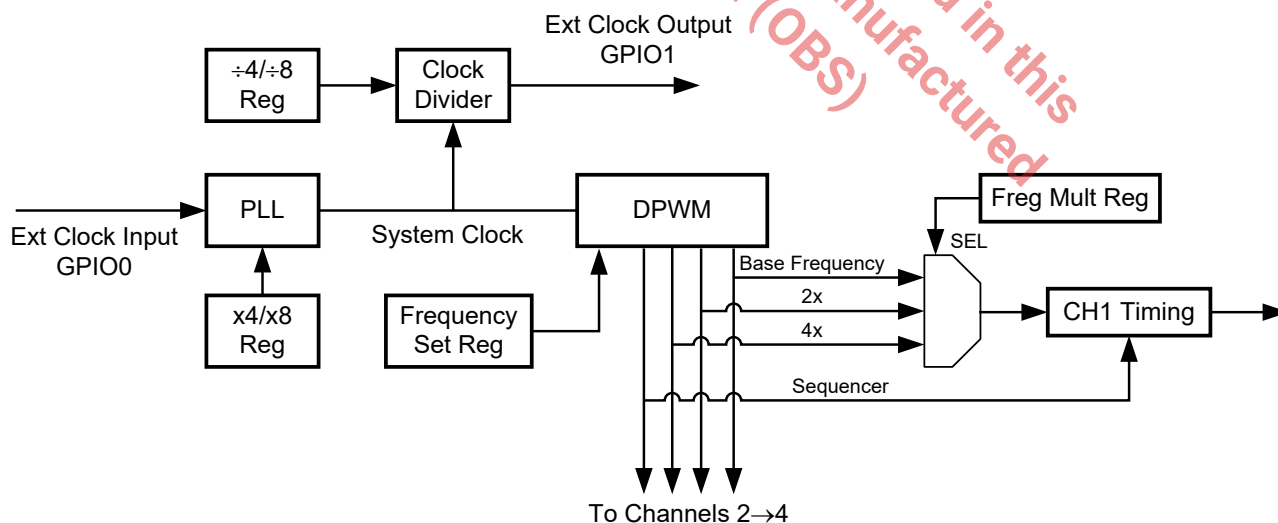 d in this
nufactured
(OBS)
Ext Clock Output
GPIO1
÷4/÷8
Reg
Clock
Divider
PLL
DPWM
Freg Mult Reg
Ext Clock Input
GPIO0
System Clock
SEL
Base Frequency
x4/x8
Reg
Frequency
Set Reg
2x
4x
CH1 Timing
Sequencer
To Channels 2→4